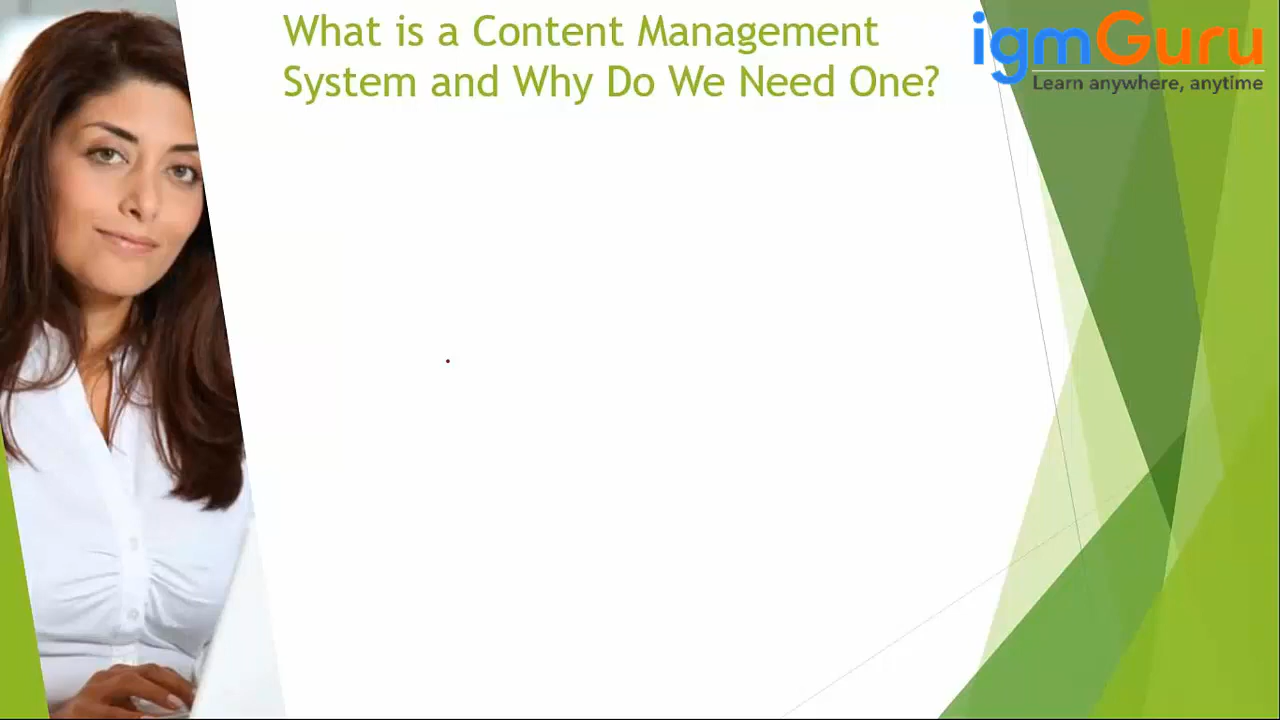 What is a Content Management
System and Why Do We Need One?
igmGuru
Learn anywhere, anytime